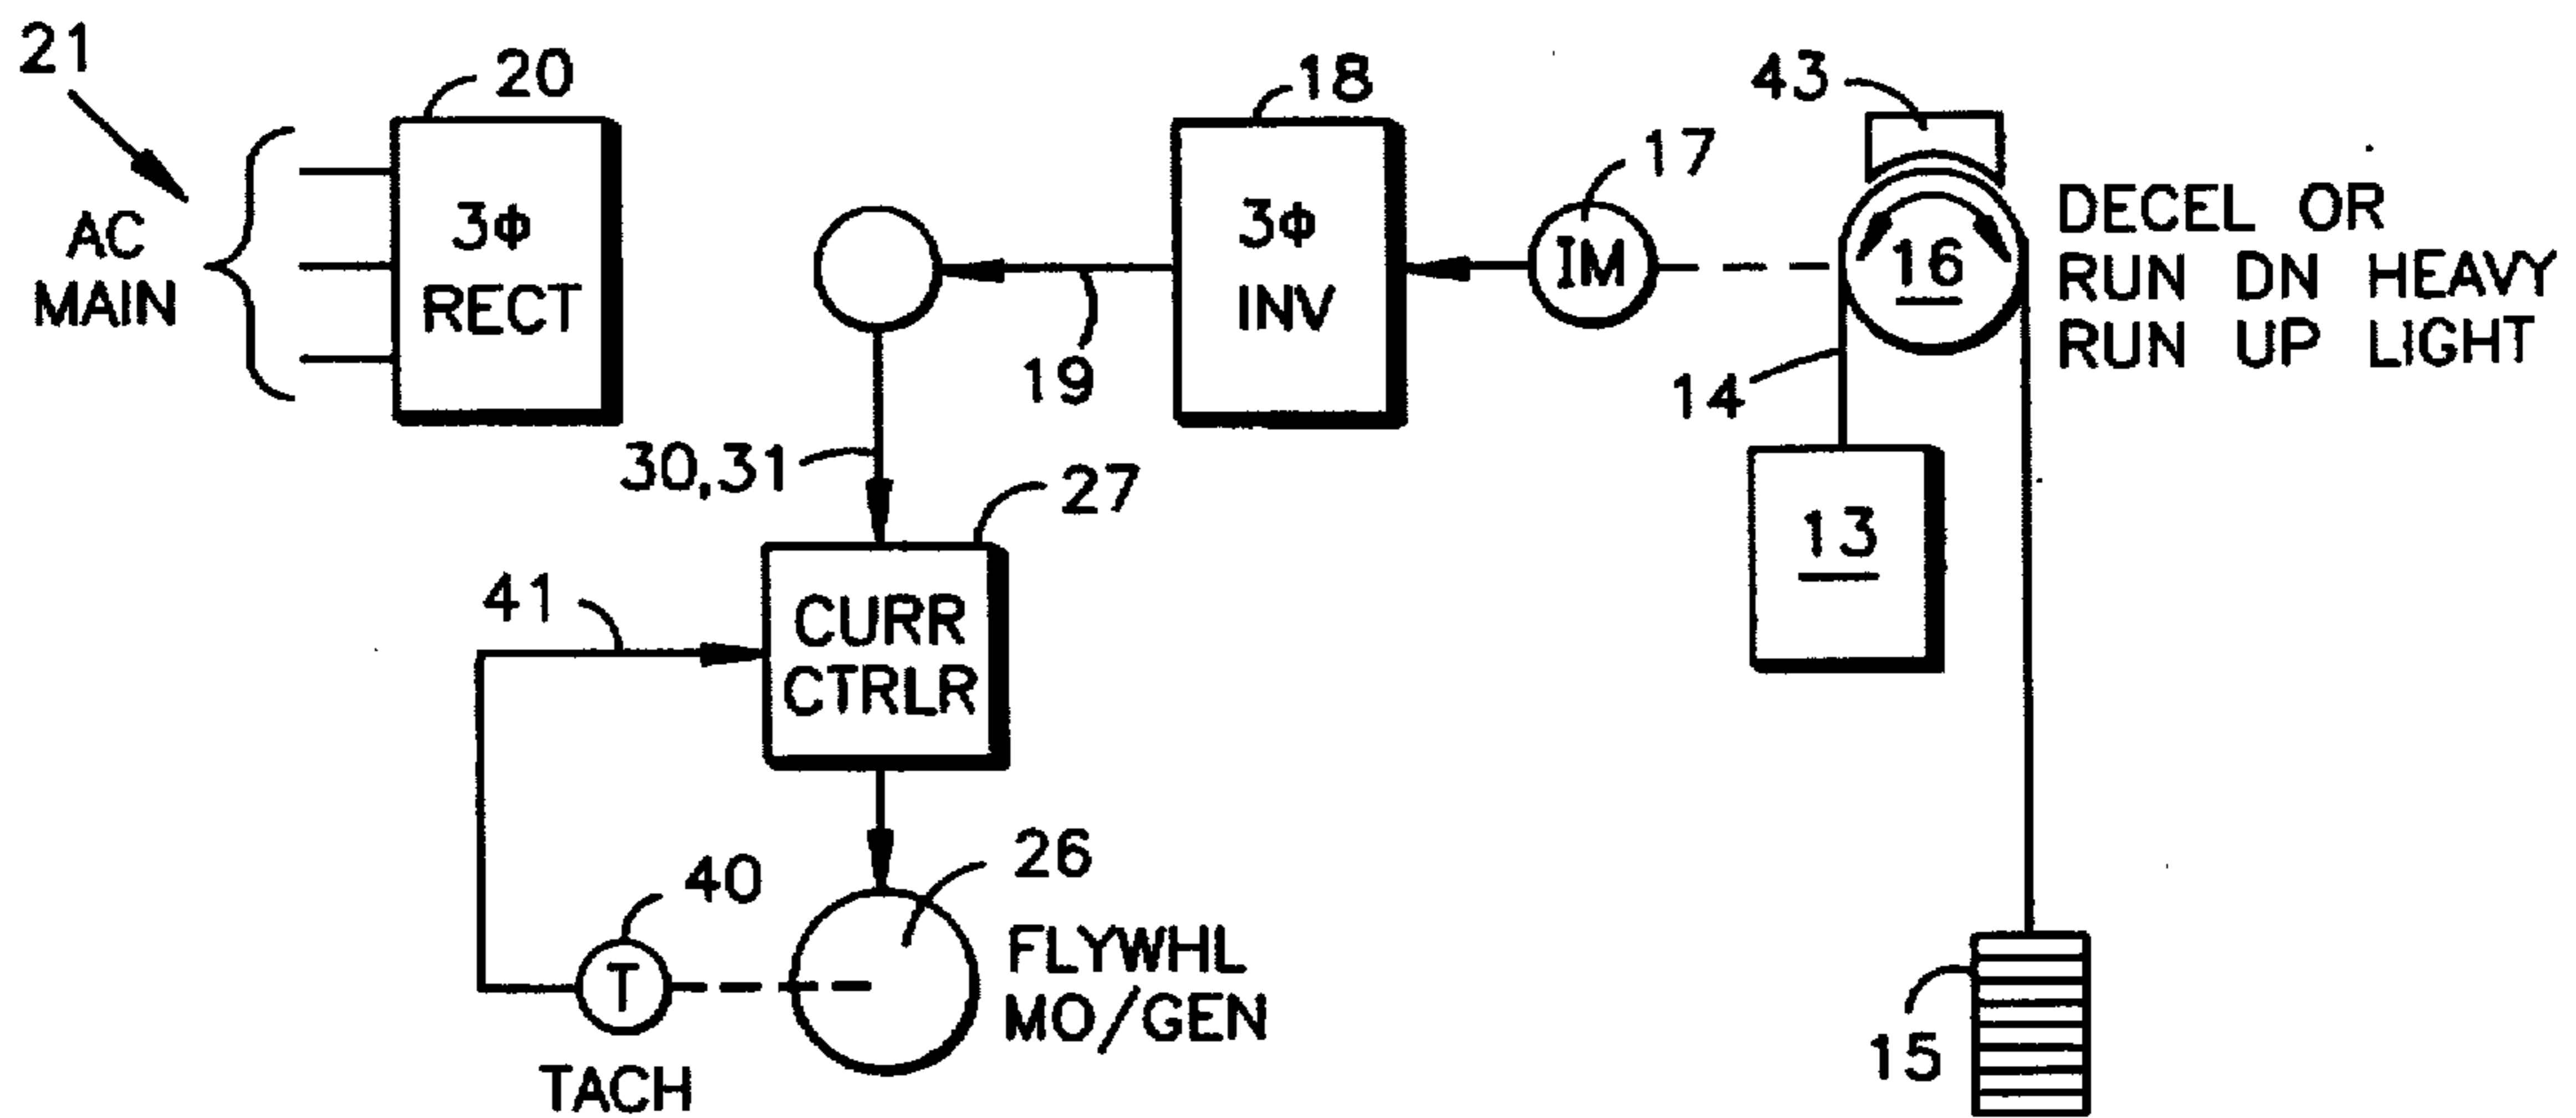 21
20
AC
MAIN
3Φ
RECT
18
3Φ
INV
19
17
IM
43
16
DECEL OR
RUN DN HEAVY
RUN UP LIGHT
14
13
30,31
27
41
CURR
CTRLR
40
T
TACH
26
FLYWHL
MO/GEN
15